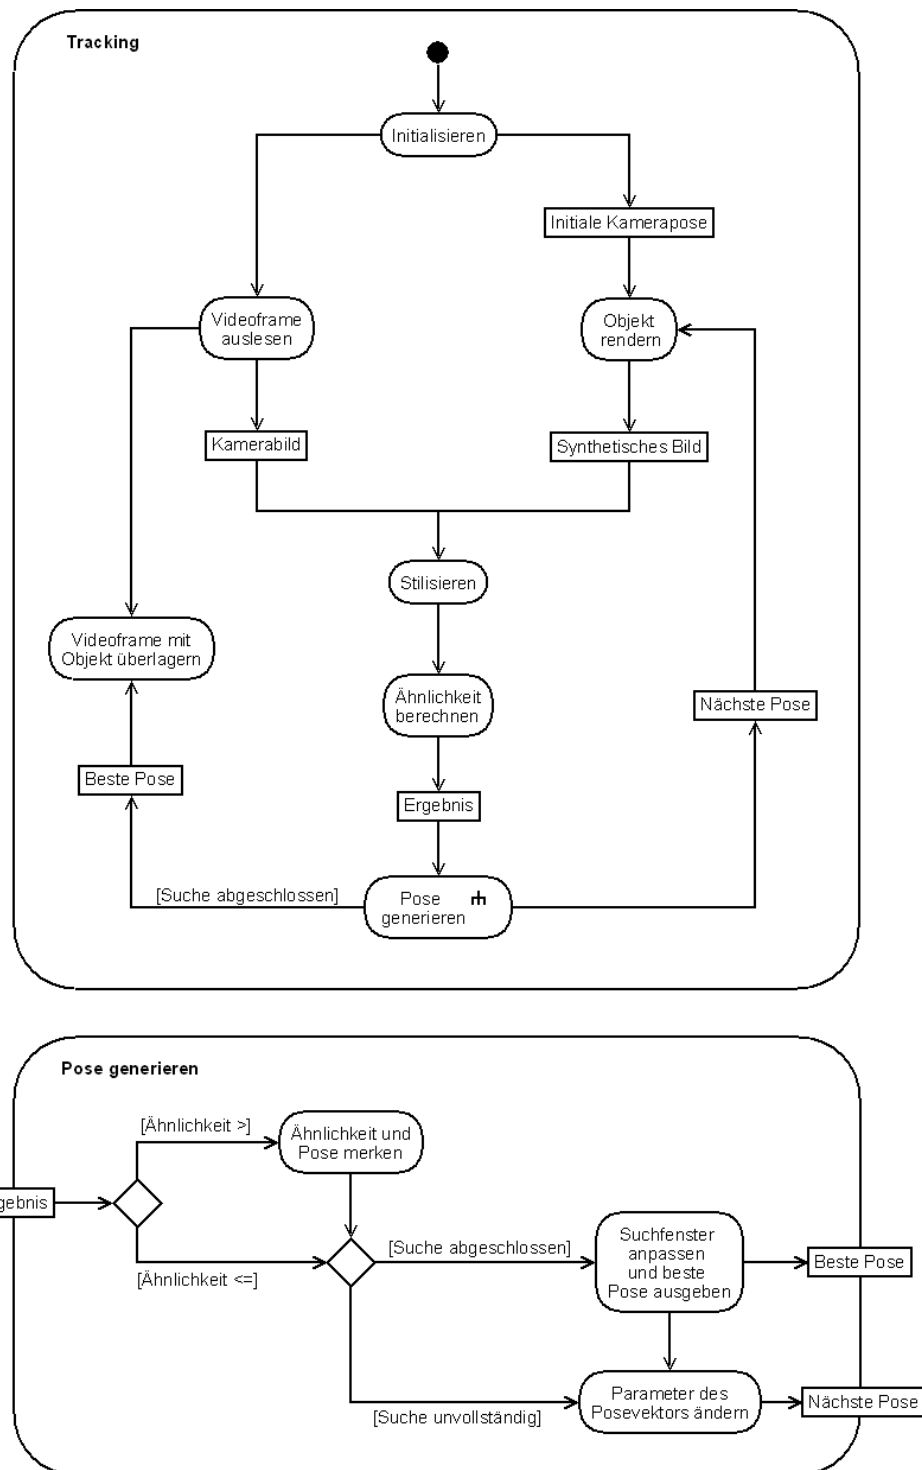 Tracking
Initialisieren
Initiale Kamerapose
Videoframe
auslesen
Objekt
rendern
Kamerabild
Synthetisches Bild
Stilisieren
Videoframe mit
Objekt überlagern
Ähnlichkeit
berechnen
Nächste Pose
Beste Pose
Ergebnis
[Suche abgeschlossen]
Pose
generieren
Pose generieren
[Ähnlichkeit >]
Ähnlichkeit und
Pose merken
gebnis
[Ähnlichkeit <=]
[Suche abgeschlossen]
Suchfenster
anpassen
und beste
Pose ausgeben
Beste Pose
[Suche unvollständig]
Parameter des
Posevektors ändern
Nächste Pose